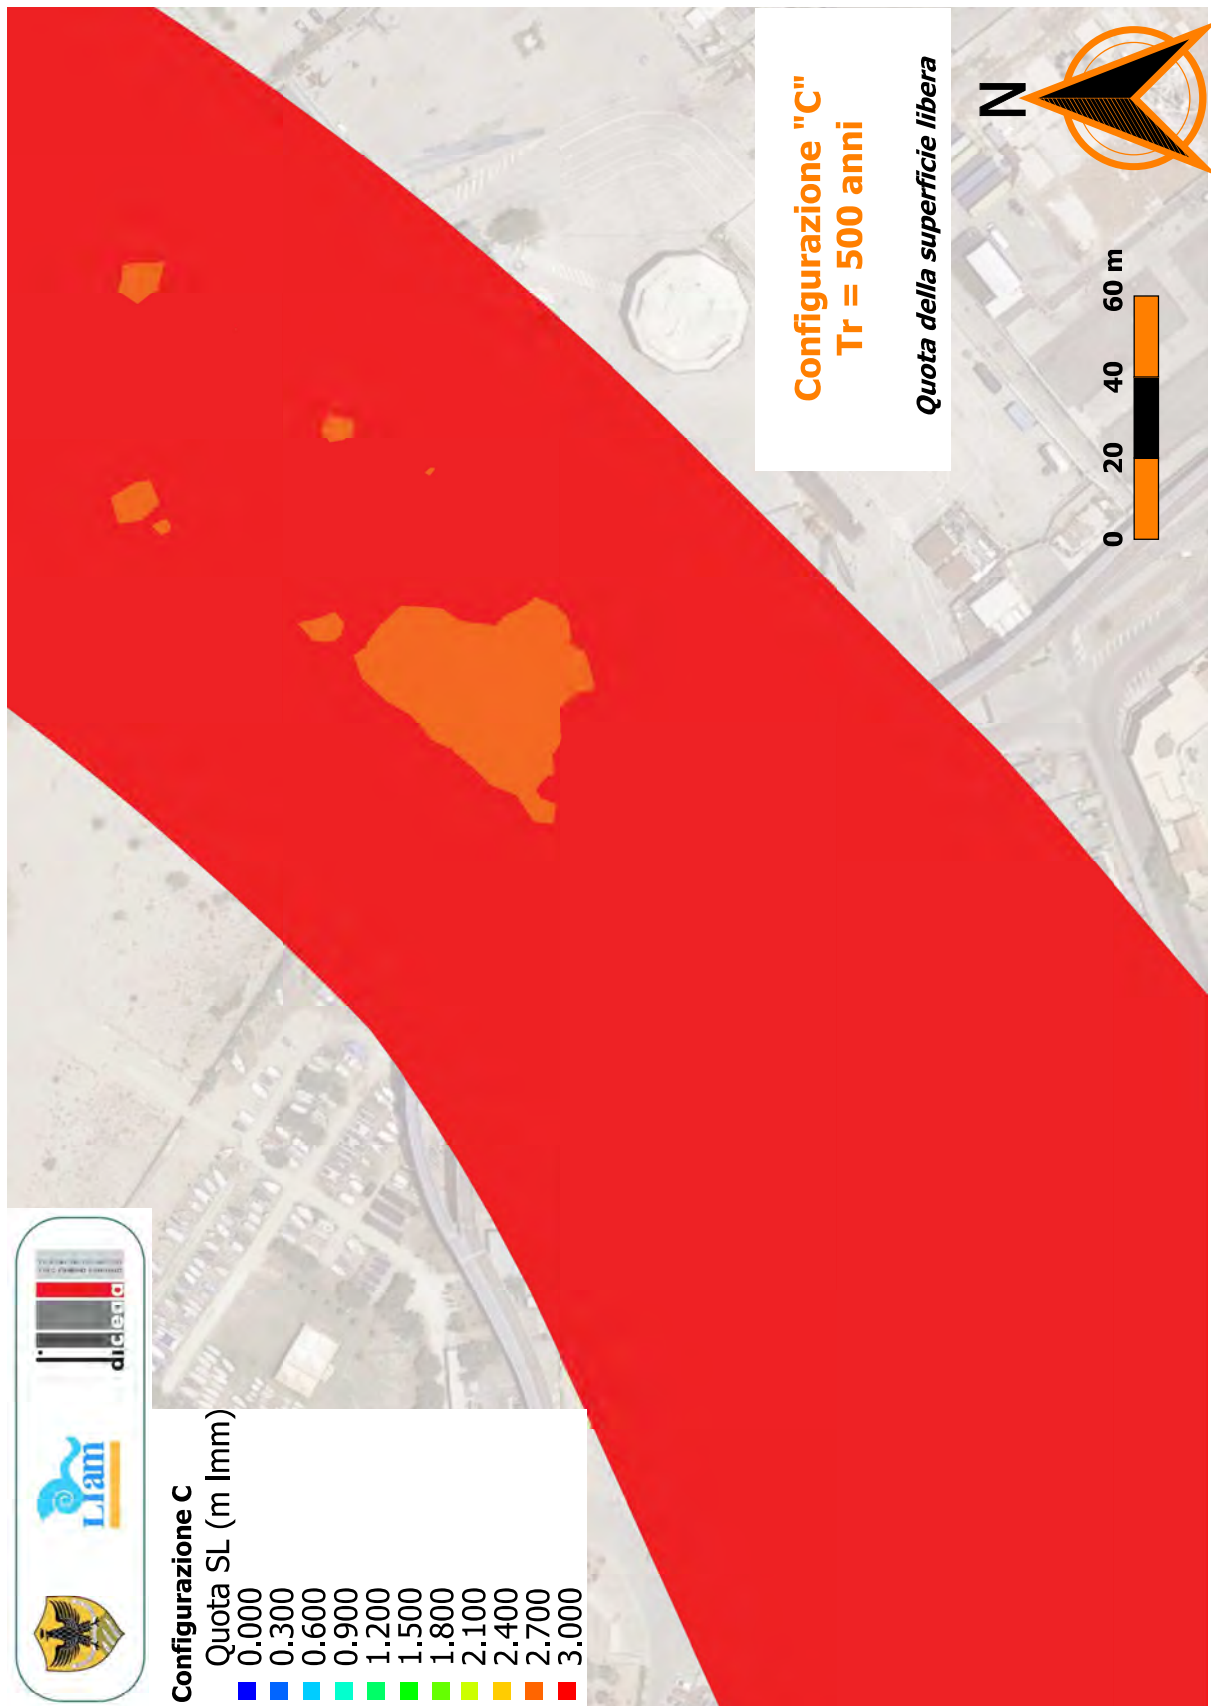 Configurazione "C"
Tr = 500 anni
Quota della superficie libera
N
0 20 40 60 m
LIam
diceaa
Configurazione C
Quota SL (m lmm)
0.000
0.300
0.600
0.900
1.200
1.500
1.800
2.100
2.400
2.700
3.000